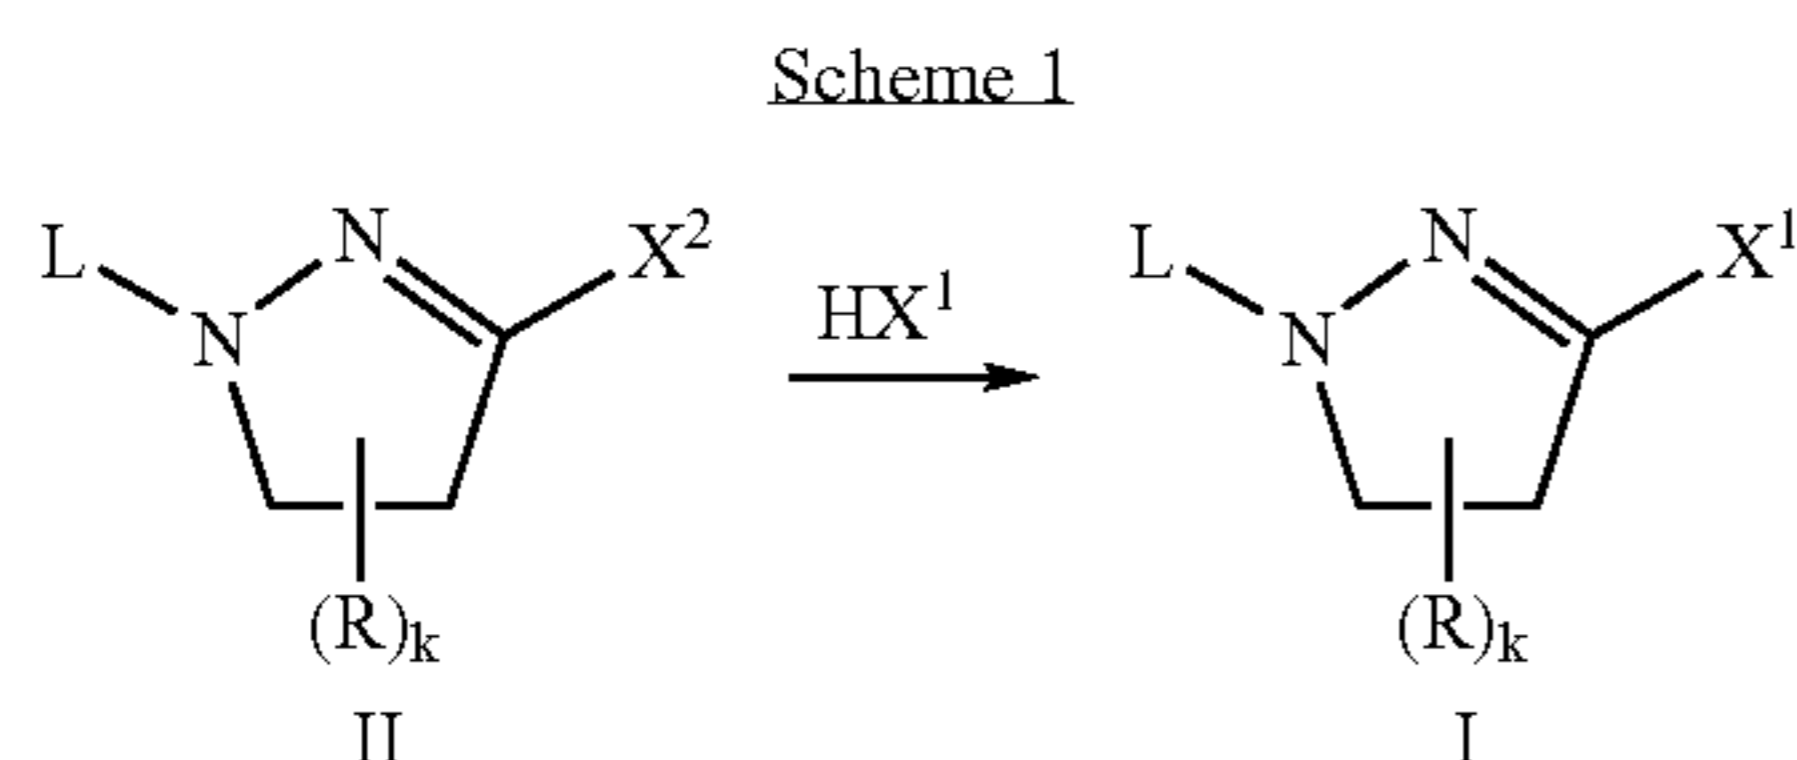 Scheme 1
L N N X² HX¹ L N N X¹
(R)k (R)k
II I